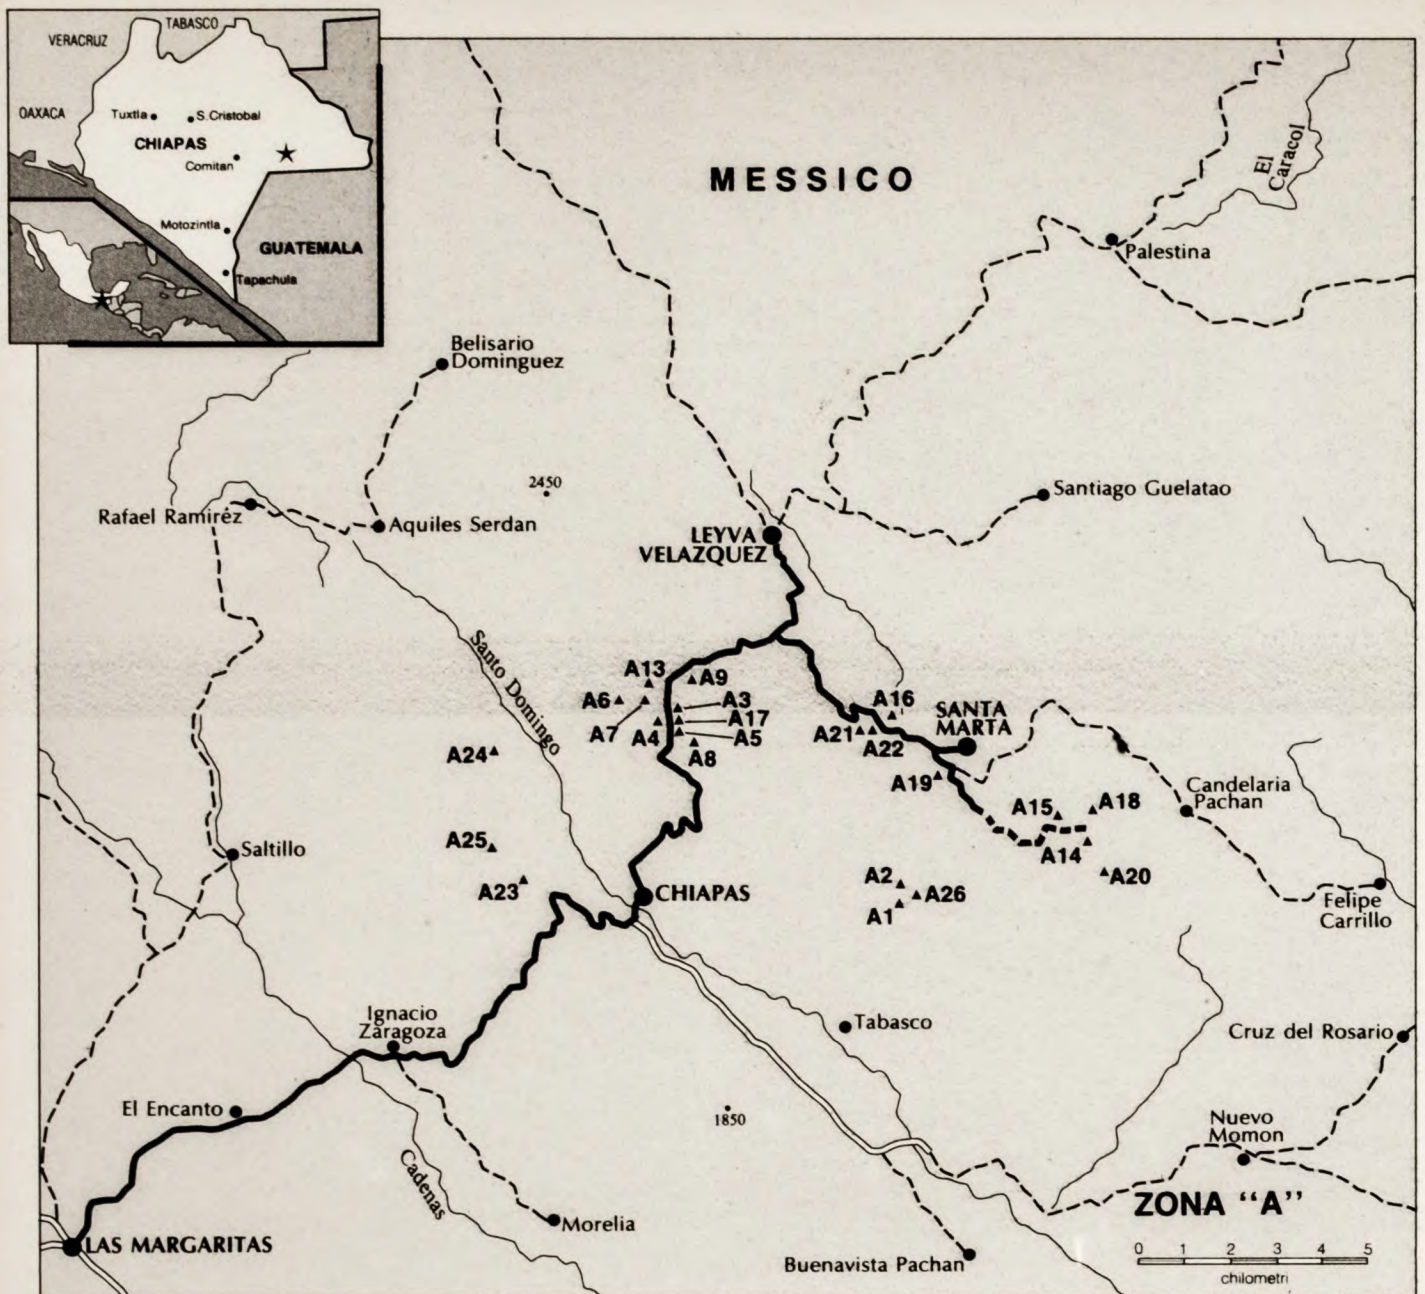 TABASCO
VERACRUZ
OAXACA
Tuxtla
S. Cristobal
CHIAPAS
Comitan
Motozintla
GUATEMALA
Tapachula
MESSICO
El
Caracol
Palestina
Belisario
Dominguez
2450
Santiago Guelatao
Rafael Ramiréz
Aquiles Serdan
LEYVA
VELAZQUEZ
Santo Domingo
A13
A9
A6
A3
A16
A7
A4
A17
A5
A8
A21
A22
SANTA
MARTA
A24
A19
Candelaria
Pachan
A15
A18
Saltillo
A25
A14
A23
A2
A26
A20
A1
CHIAPAS
Felipe
Carrillo
Ignacio
Zaragoza
Tabasco
Cruz del Rosario
El Encanto
1850
Nuevo
Momon
Cadenas
ZONA "A"
Morelia
LAS MARGARITAS
Buenavista Pachan
0 1 2 3 4 5
chilometri